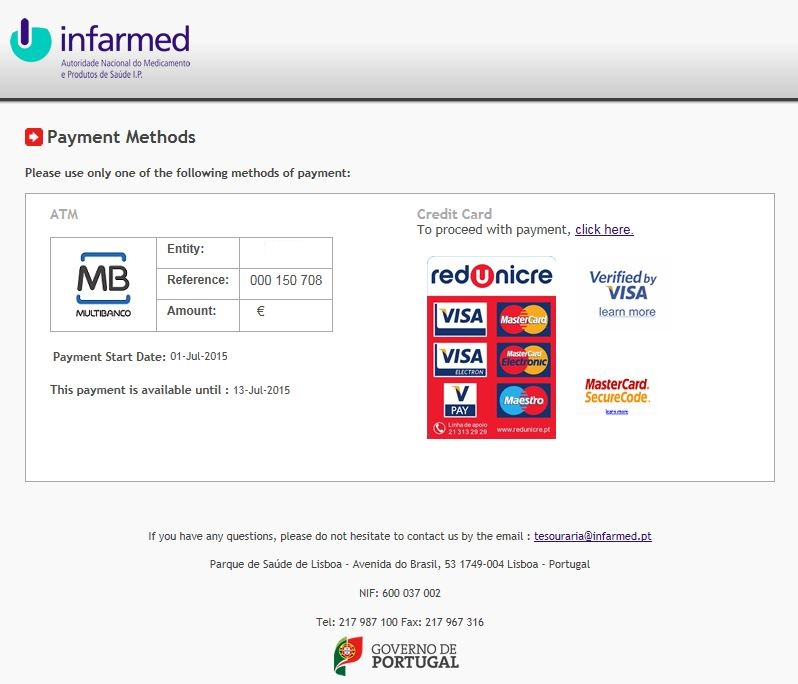 infarmed
Autoridade Nacional do Medicamento
e Produtos de Saúde I.P.
Payment Methods
Please use only one of the following methods of payment:
ATM
MB
MULTIBANCO
Entity:
Reference: 000 150 708
Amount: €
Payment Start Date: 01-Jul-2015
This payment is available until : 13-Jul-2015
Credit Card
To proceed with payment, click here.
redUnicre
VISA
MasterCard
VISA
ELECTRON
MasterCard
Electronic
V
PAY
Maestro
Linha de apoio
21 313 29 29
www.redunicre.pt
Verified by
VISA
learn more
MasterCard.
SecureCode.
learn more
If you have any questions, please do not hesitate to contact us by the email : tesouraria@infarmed.pt
Parque de Saúde de Lisboa - Avenida do Brasil, 53 1749-004 Lisboa - Portugal
NIF: 600 037 002
Tel: 217 987 100 Fax: 217 967 316
GOVERNO DE
PORTUGAL